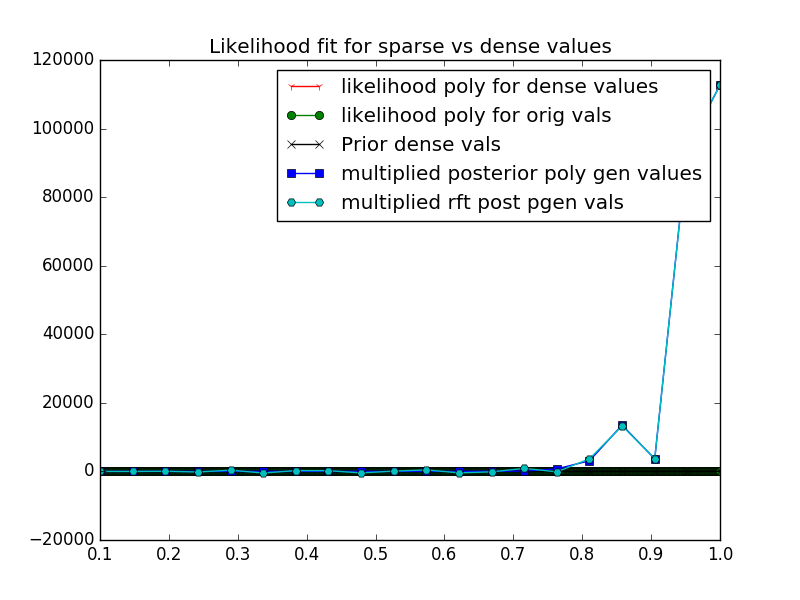 Likelihood fit for sparse vs dense values
120000
100000
80000
60000
40000
20000
0
−20000
likelihood poly for dense values
likelihood poly for orig vals
Prior dense vals
multiplied posterior poly gen values
multiplied rft post pgen vals
0.1 0.2 0.3 0.4 0.5 0.6 0.7 0.8 0.9 1.0